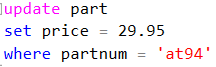 update part
set price = 29.95
where partnum = 'at94'